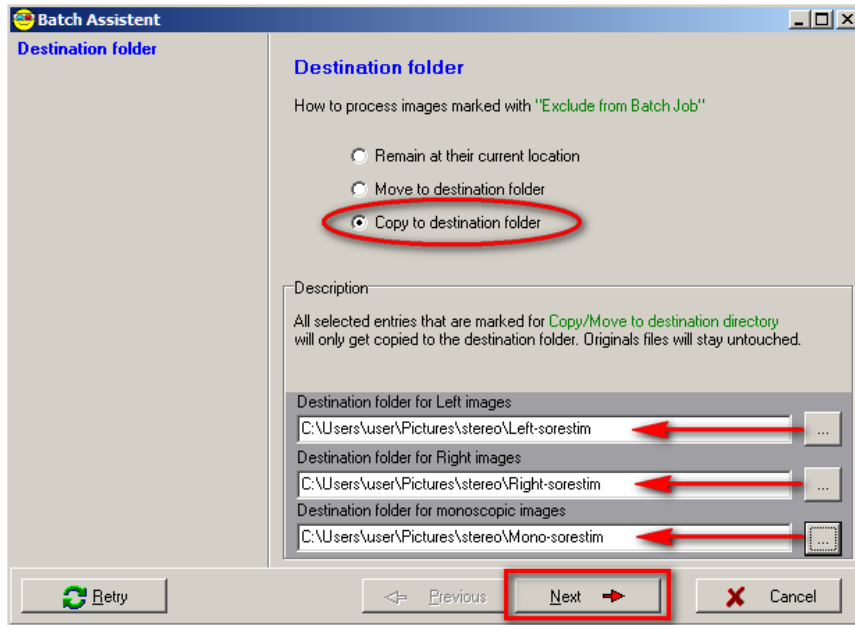 Batch Assistent
Destination folder
Destination folder
How to process images marked with "Exclude from Batch Job"
Remain at their current location
Move to destination folder
Copy to destination folder
Description
All selected entries that are marked for Copy/Move to destination directory
will only get copied to the destination folder. Originals files will stay untouched.
Destination folder for Left images
C:\Users\user\Pictures\stereo\Left-sorestim
...
Destination folder for Right images
C:\Users\user\Pictures\stereo\Right-sorestim
...
Destination folder for monoscopic images
C:\Users\user\Pictures\stereo\Mono-sorestim
...
Retry
Previous
Next
Cancel